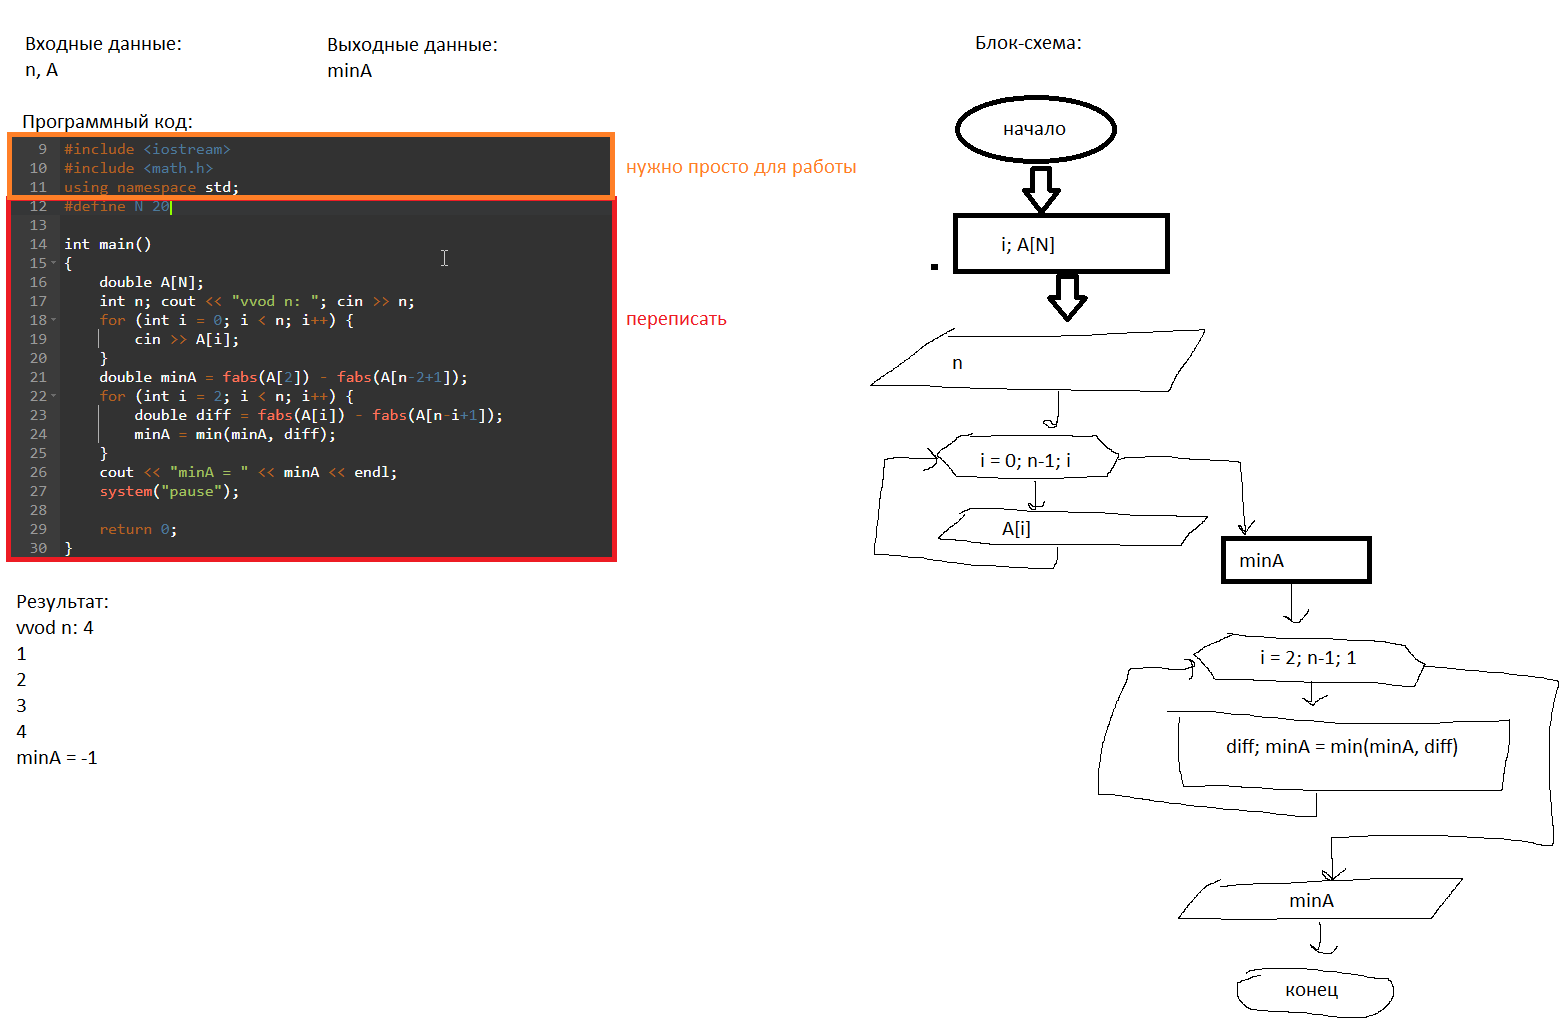 Входные данные:
n, A
Выходные данные:
minA
Программный код:
9 #include <iostream>
10 #include <math.h>
11 using namespace std;
нужно просто для работы
12 #define N 20
13
14 int main()
15 {
16     double A[N];
17     int n; cout << "vvod n: "; cin >> n;
18     for (int i = 0; i < n; i++) {
19         cin >> A[i];
20     }
21     double minA = fabs(A[2]) - fabs(A[n-2+1]);
22     for (int i = 2; i < n; i++) {
23         double diff = fabs(A[i]) - fabs(A[n-i+1]);
24         minA = min(minA, diff);
25     }
26     cout << "minA = " << minA << endl;
27     system("pause");
28
29     return 0;
30 }
переписать
Результат:
vvod n: 4
1
2
3
4
minA = -1
Блок-схема:
начало
i; A[N]
n
i = 0; n-1; i
A[i]
minA
i = 2; n-1; 1
diff; minA = min(minA, diff)
minA
конец